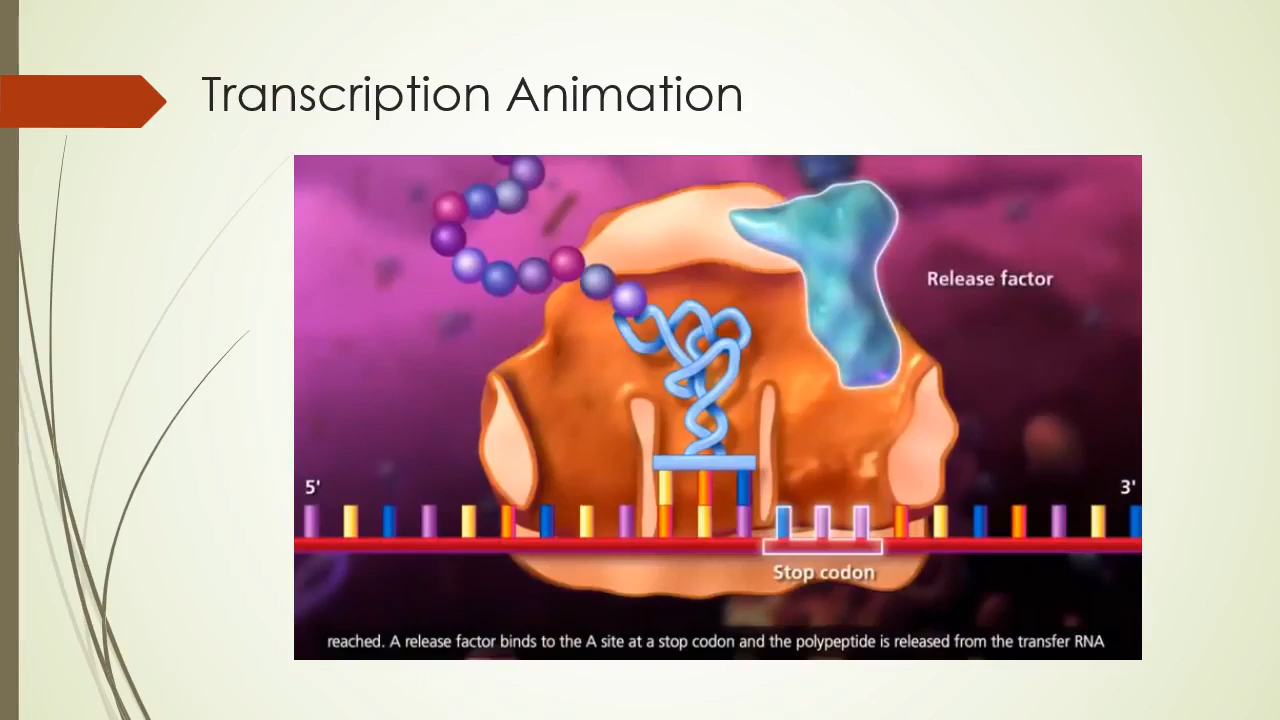 Transcription Animation
Release factor
5'
3'
Stop codon
reached. A release factor binds to the A site at a stop codon and the polypeptide is released from the transfer RNA